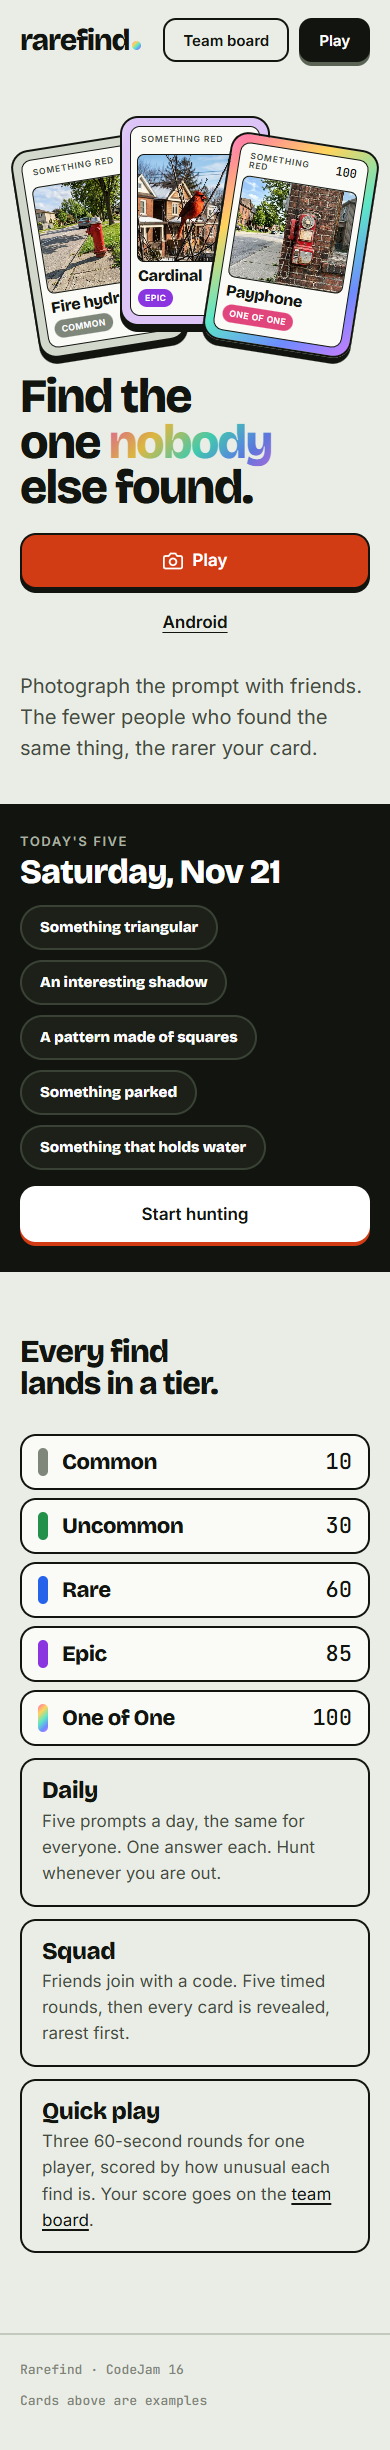 rarefind
Team board
Play
SOMETHING RED
Fire hydr
COMMON
SOMETHING RED
Cardinal
EPIC
SOMETHING
RED
100
Payphone
ONE OF ONE
Find the
one nobody
else found.
Play
Android
Photograph the prompt with friends.
The fewer people who found the
same thing, the rarer your card.
TODAY'S FIVE
Saturday, Nov 21
Something triangular
An interesting shadow
A pattern made of squares
Something parked
Something that holds water
Start hunting
Every find
lands in a tier.
Common 10
Uncommon 30
Rare 60
Epic 85
One of One 100
Daily
Five prompts a day, the same for
everyone. One answer each. Hunt
whenever you are out.
Squad
Friends join with a code. Five timed
rounds, then every card is revealed,
rarest first.
Quick play
Three 60-second rounds for one
player, scored by how unusual each
find is. Your score goes on the team
board.
Rarefind · CodeJam 16
Cards above are examples